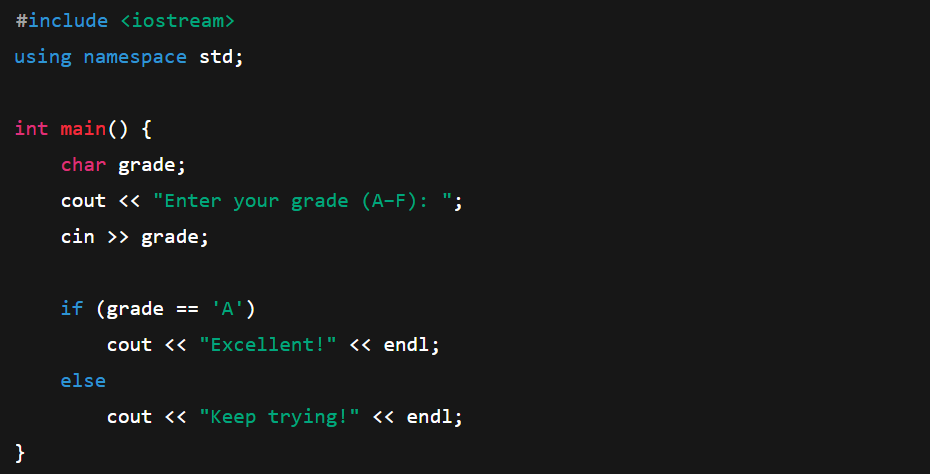 #include <iostream>
using namespace std;
int main() {
    char grade;
    cout << "Enter your grade (A–F): ";
    cin >> grade;
    if (grade == 'A')
        cout << "Excellent!" << endl;
    else
        cout << "Keep trying!" << endl;
}